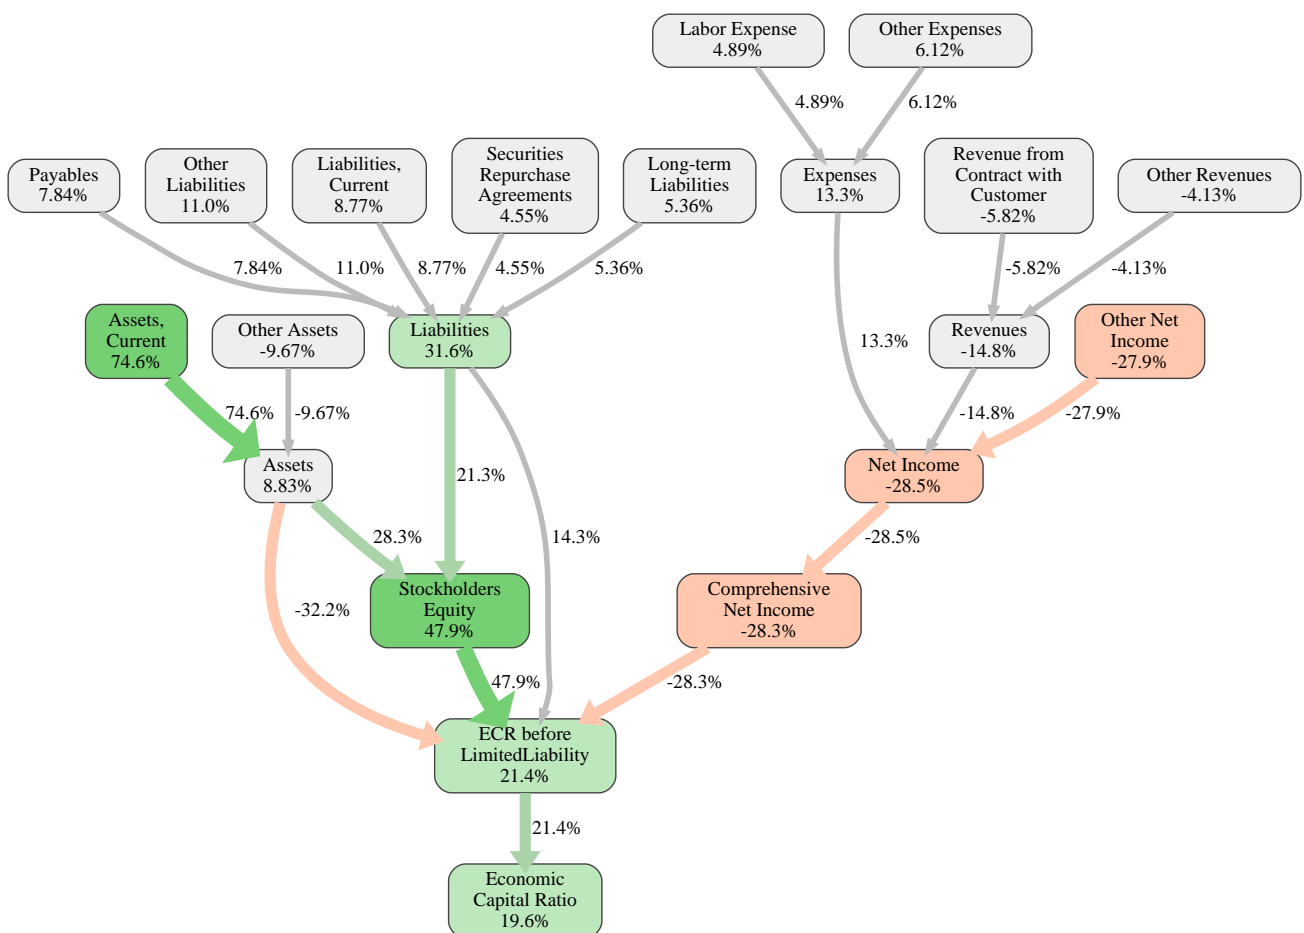 Labor Expense
4.89%
Other Expenses
6.12%
4.89%
6.12%
Payables
7.84%
Other
Liabilities
11.0%
Liabilities,
Current
8.77%
Securities
Repurchase
Agreements
4.55%
Long-term
Liabilities
5.36%
Expenses
13.3%
Revenue from
Contract with
Customer
-5.82%
Other Revenues
-4.13%
7.84%
11.0%
8.77%
4.55%
5.36%
-5.82%
-4.13%
Assets,
Current
74.6%
Other Assets
-9.67%
Liabilities
31.6%
13.3%
Revenues
-14.8%
Other Net
Income
-27.9%
74.6%
-9.67%
-14.8%
-27.9%
Assets
8.83%
21.3%
Net Income
-28.5%
28.3%
14.3%
-28.5%
-32.2%
Stockholders
Equity
47.9%
Comprehensive
Net Income
-28.3%
47.9%
-28.3%
ECR before
LimitedLiability
21.4%
21.4%
Economic
Capital Ratio
19.6%